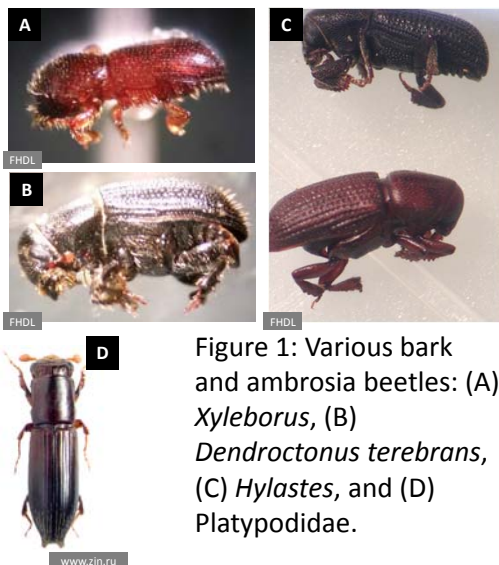 A
FHDL
B
FHDL
C
FHDL
D
www.zin.ru
Figure 1: Various bark
and ambrosia beetles: (A)
Xyleborus, (B)
Dendroctonus terebrans,
(C) Hylastes, and (D)
Platypodidae.